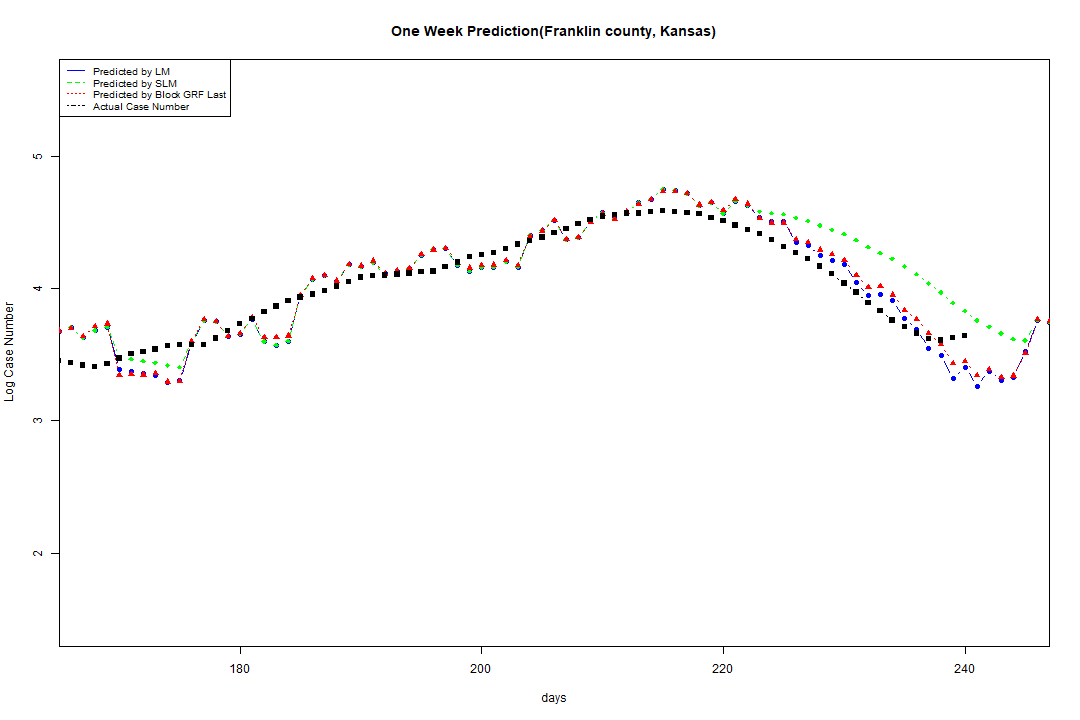 One Week Prediction(Franklin county, Kansas)
Predicted by LM
Predicted by SLM
Predicted by Block GRF Last
Actual Case Number
5
4
3
2
Log Case Number
180 200 220 240
days